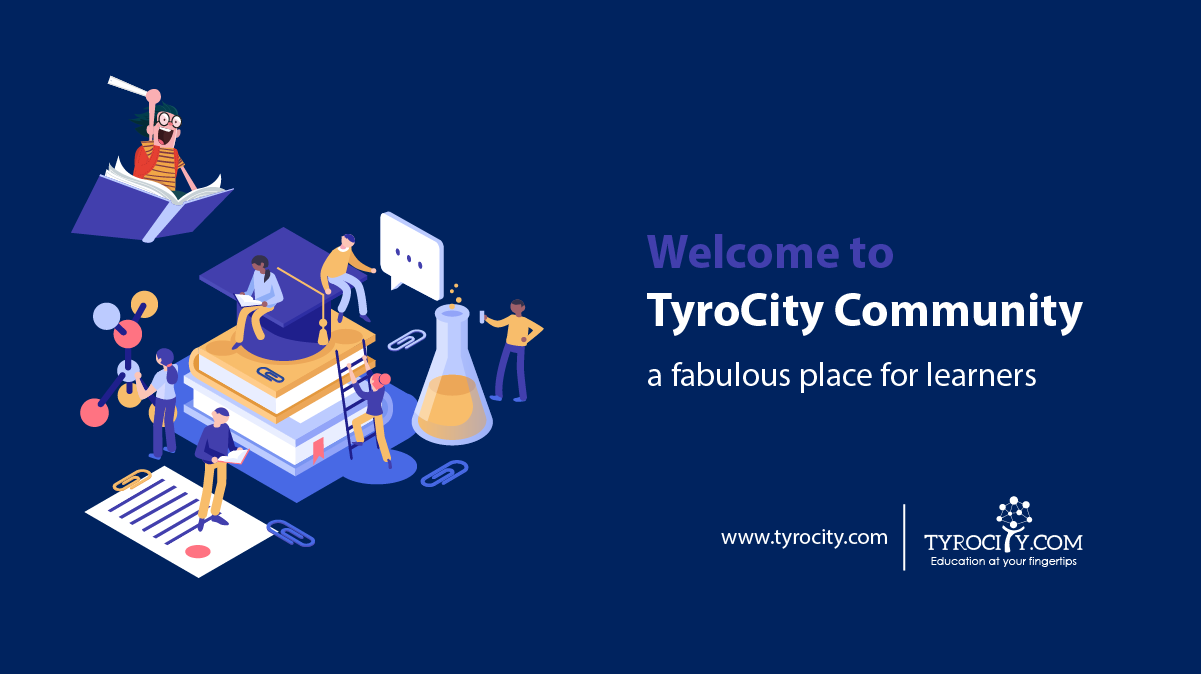 Welcome to
TyroCity Community
a fabulous place for learners
www.tyrocity.com
TYROCITY.COM
Education at your fingertips